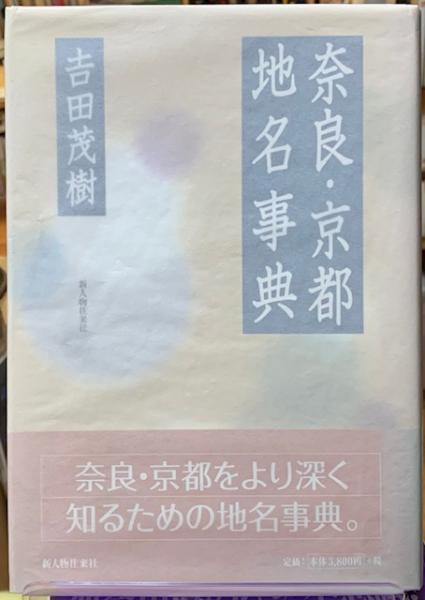 奈良・京都
地名事典
𠮷田茂樹
新人物往来社
奈良・京都をより深く
知るための地名事典。
新人物往来社
定価：本体3,800円+税